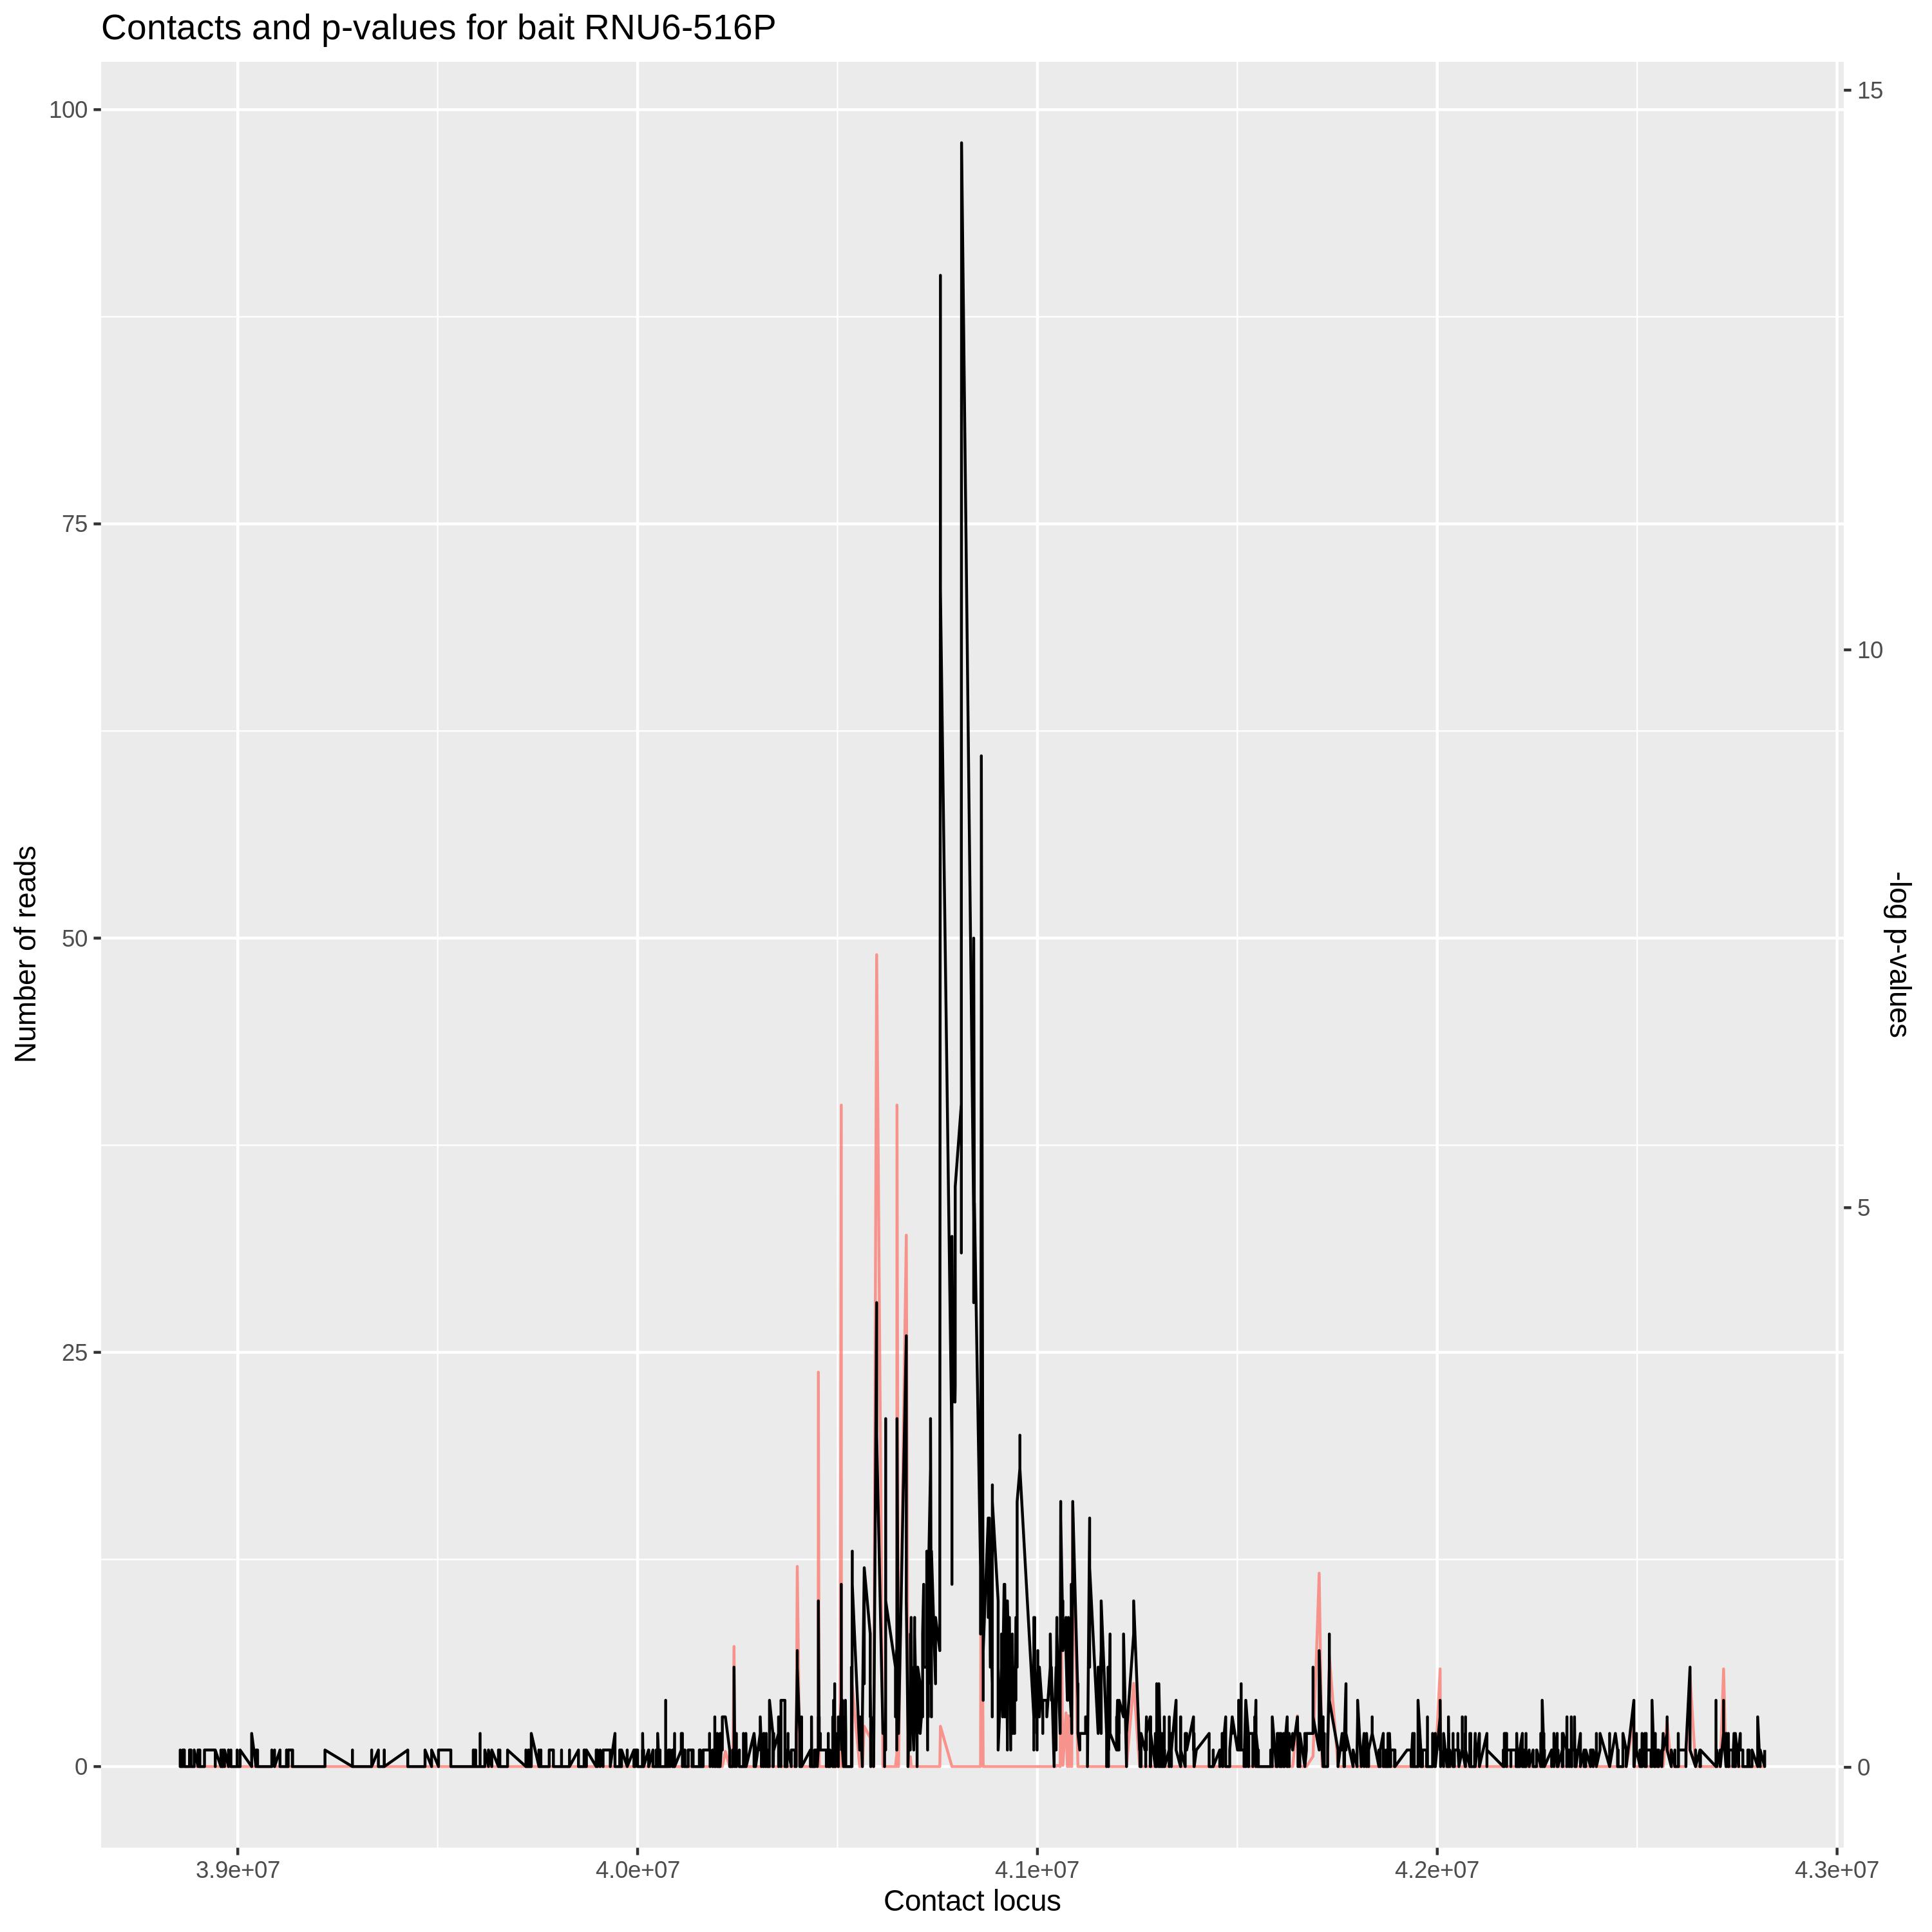 Contacts and p-values for bait RNU6-516P
100
75
50
25
0
15
10
5
0
Number of reads
-log p-values
3.9e+07
4.0e+07
4.1e+07
4.2e+07
4.3e+07
Contact locus